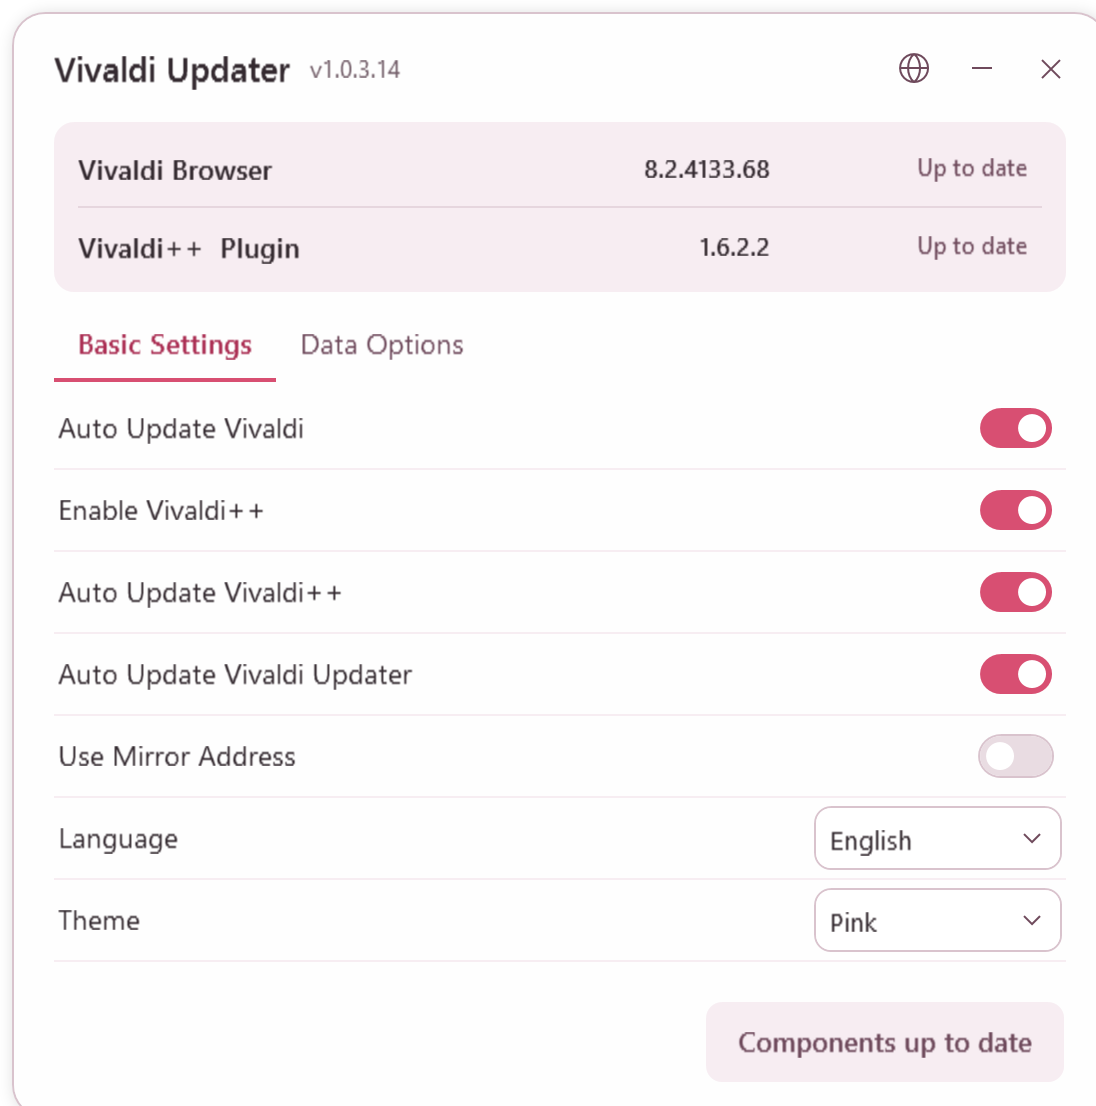 Vivaldi Updater v1.0.3.14
Vivaldi Browser 8.2.4133.68 Up to date
Vivaldi++ Plugin 1.6.2.2 Up to date
Basic Settings Data Options
Auto Update Vivaldi
Enable Vivaldi++
Auto Update Vivaldi++
Auto Update Vivaldi Updater
Use Mirror Address
Language English
Theme Pink
Components up to date